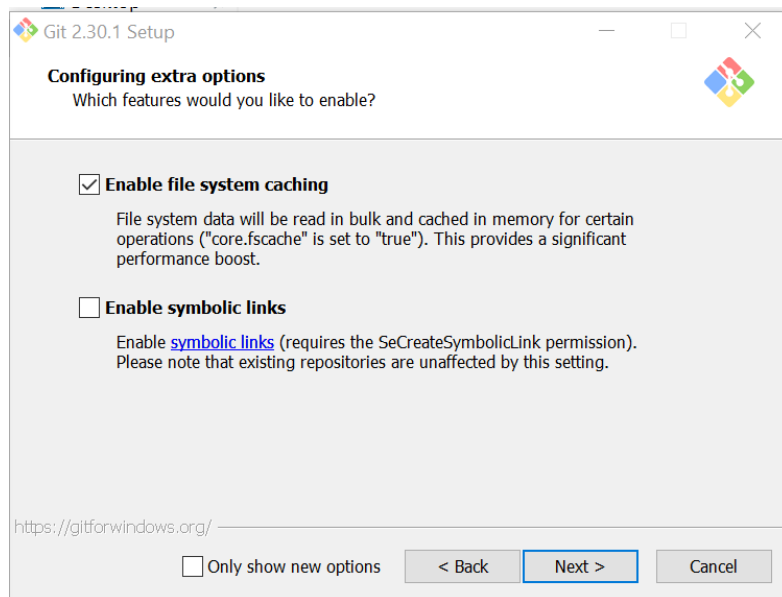 Git 2.30.1 Setup
Configuring extra options
Which features would you like to enable?
Enable file system caching
File system data will be read in bulk and cached in memory for certain
operations ("core.fscache" is set to "true"). This provides a significant
performance boost.
Enable symbolic links
Enable symbolic links (requires the SeCreateSymbolicLink permission).
Please note that existing repositories are unaffected by this setting.
https://gitforwindows.org/
Only show new options
< Back
Next >
Cancel